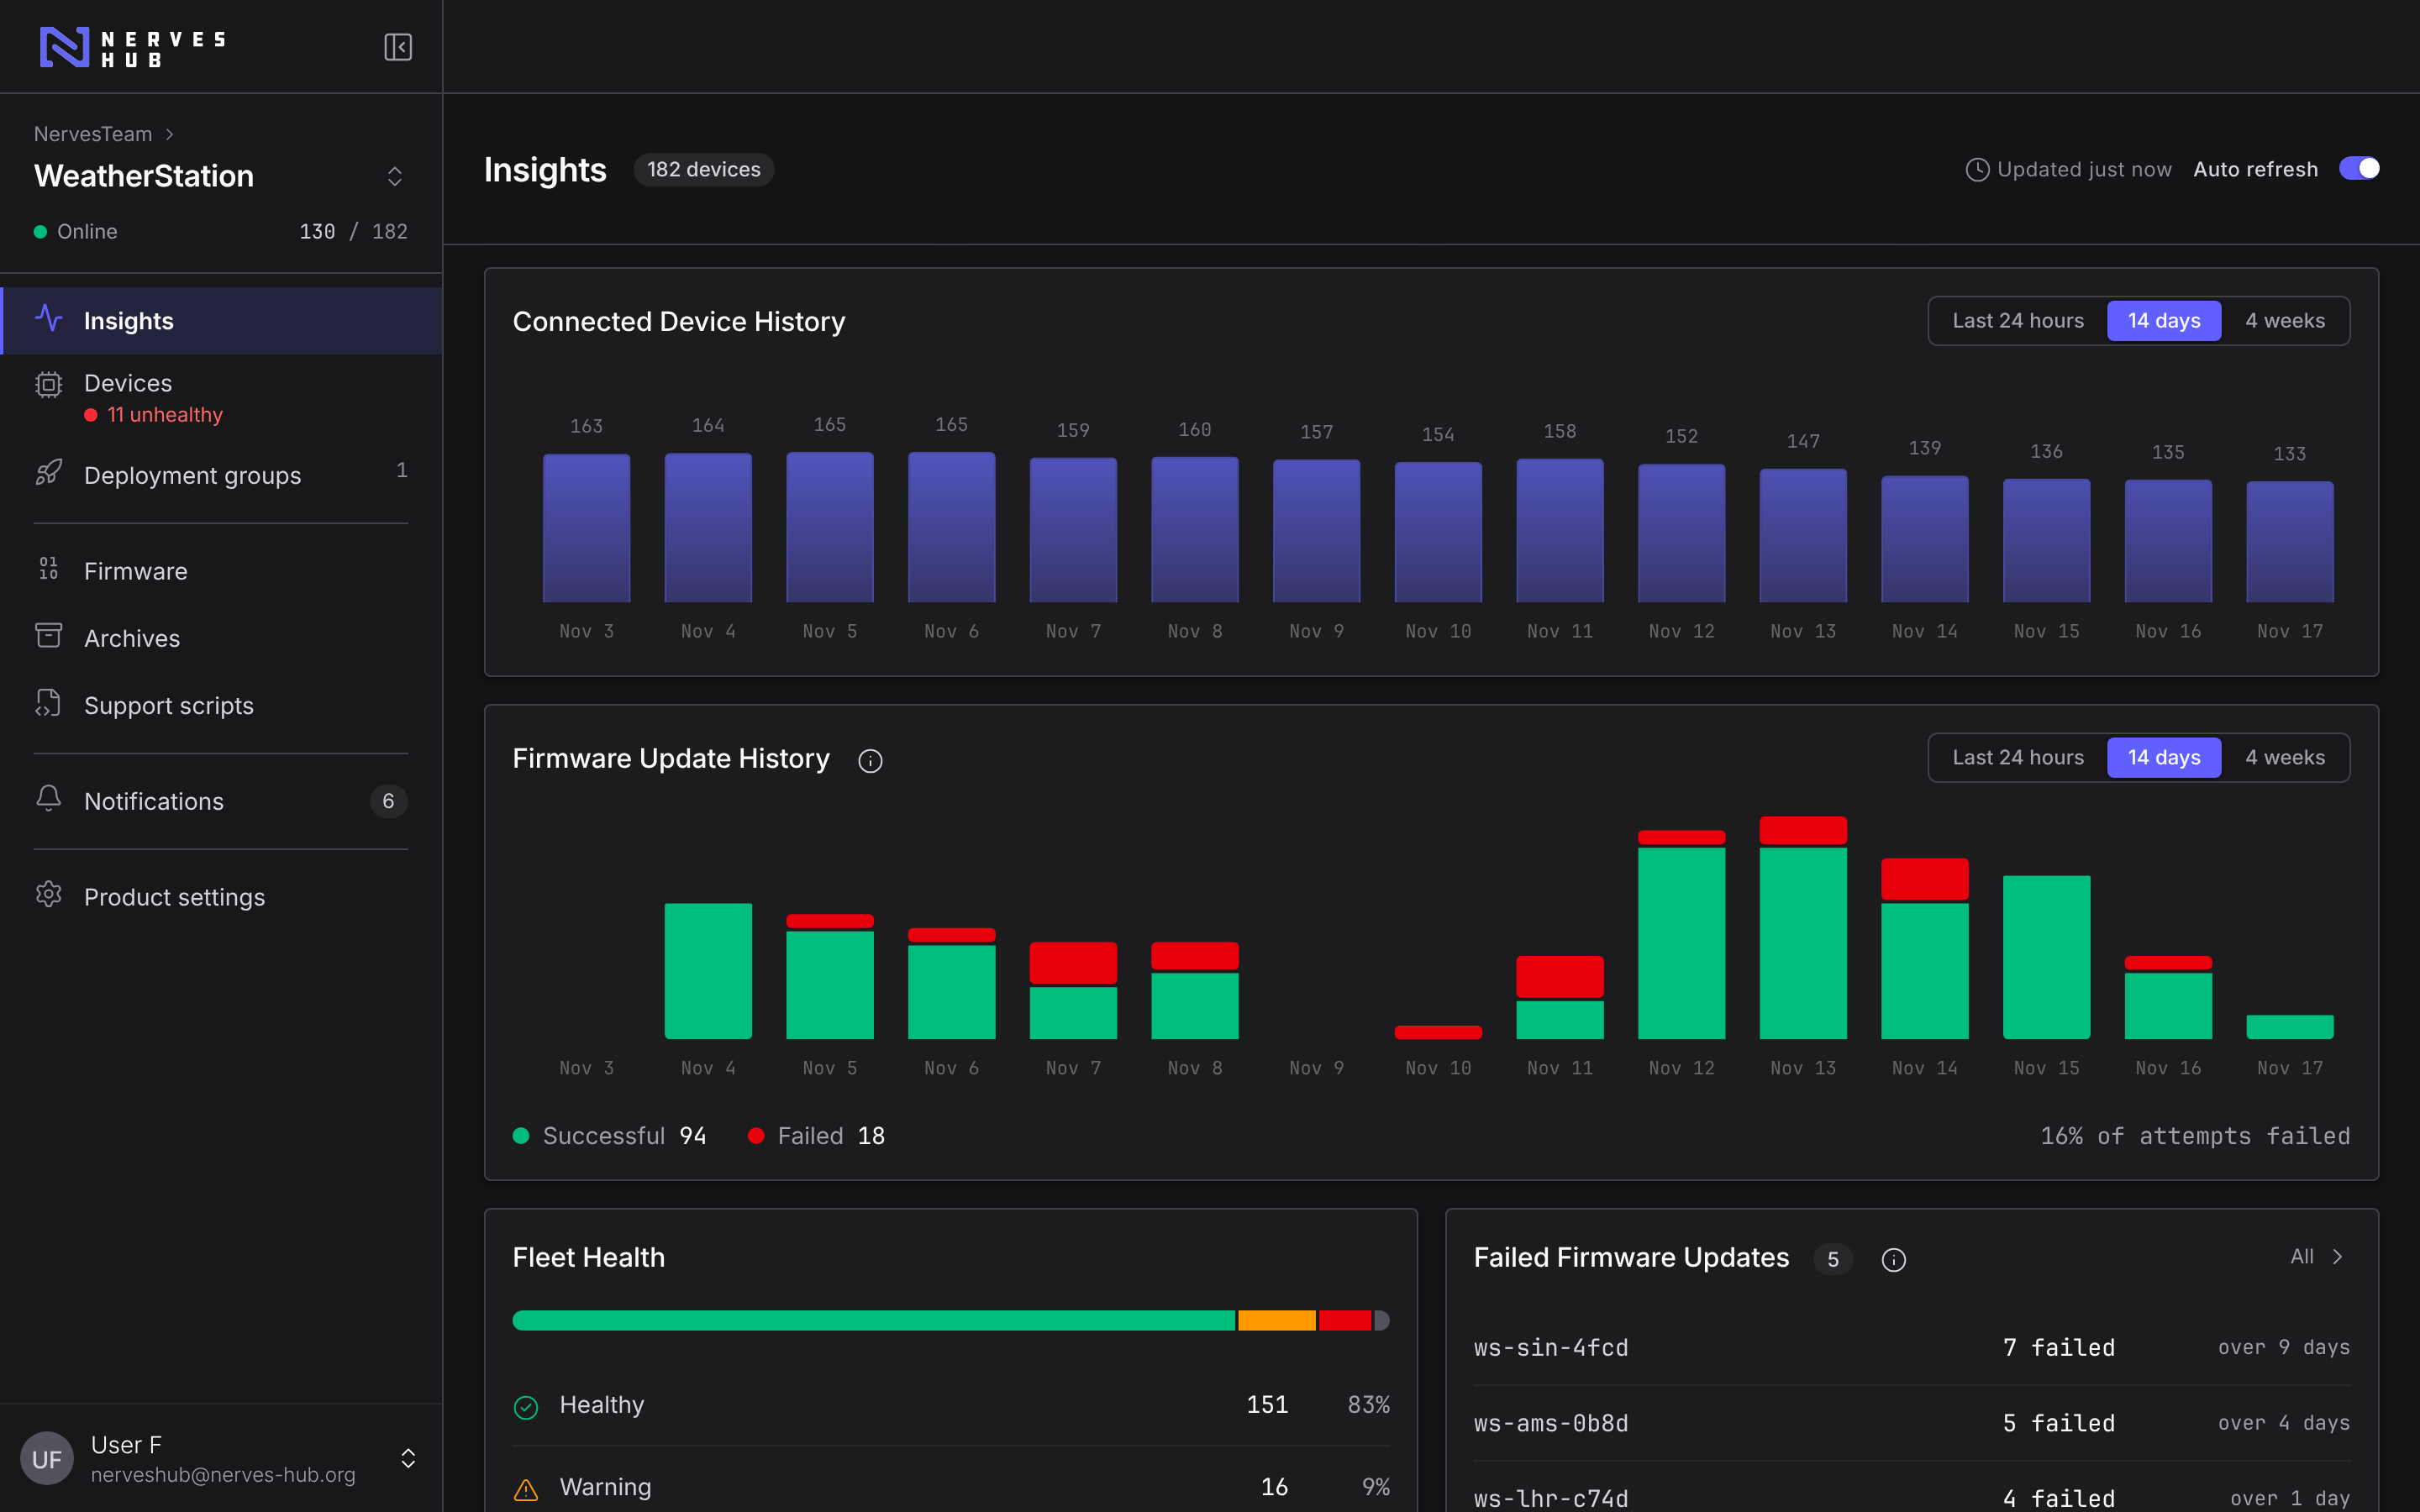 NERVES
HUB
NervesTeam
WeatherStation
Online 130 / 182
Insights
Devices
11 unhealthy
Deployment groups 1
Firmware
Archives
Support scripts
Notifications 6
Product settings
UF
User F
nerveshub@nerves-hub.org
Insights 182 devices Updated just now Auto refresh
Connected Device History Last 24 hours 14 days 4 weeks
163 164 165 165 159 160 157 154 158 152 147 139 136 135 133
Nov 3 Nov 4 Nov 5 Nov 6 Nov 7 Nov 8 Nov 9 Nov 10 Nov 11 Nov 12 Nov 13 Nov 14 Nov 15 Nov 16 Nov 17
Firmware Update History Last 24 hours 14 days 4 weeks
Nov 3 Nov 4 Nov 5 Nov 6 Nov 7 Nov 8 Nov 9 Nov 10 Nov 11 Nov 12 Nov 13 Nov 14 Nov 15 Nov 16 Nov 17
Successful 94 Failed 18 16% of attempts failed
Fleet Health
Healthy 151 83%
Warning 16 9%
Failed Firmware Updates 5 All
ws-sin-4fcd 7 failed over 9 days
ws-ams-0b8d 5 failed over 4 days
ws-lhr-c74d 4 failed over 1 day